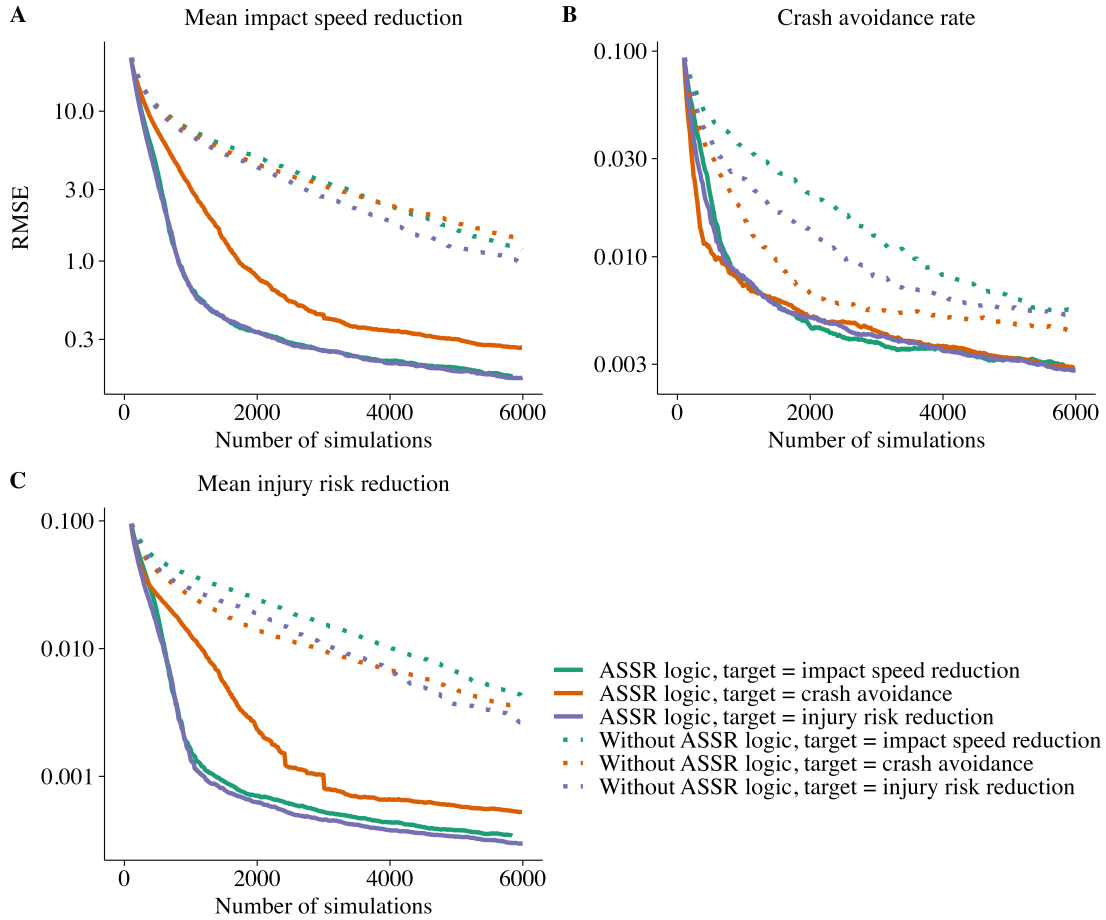 A
Mean impact speed reduction
RMSE
10.0
3.0
1.0
0.3
0 2000 4000 6000
Number of simulations
B
Crash avoidance rate
0.100
0.030
0.010
0.003
0 2000 4000 6000
Number of simulations
C
Mean injury risk reduction
0.100
0.010
0.001
0 2000 4000 6000
Number of simulations
ASSR logic, target = impact speed reduction
ASSR logic, target = crash avoidance
ASSR logic, target = injury risk reduction
Without ASSR logic, target = impact speed reduction
Without ASSR logic, target = crash avoidance
Without ASSR logic, target = injury risk reduction